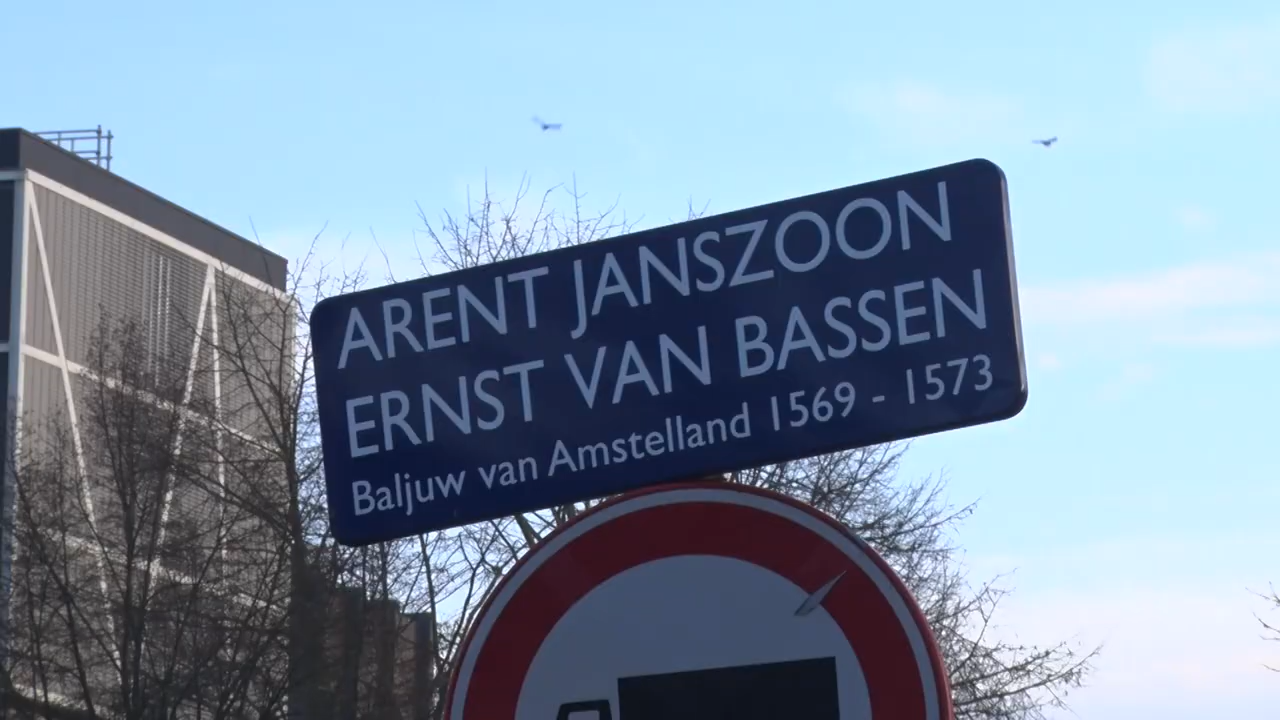 ARENT JANSZOON
ERNST VAN BASSEN
Baljuw van Amstelland 1569 - 1573